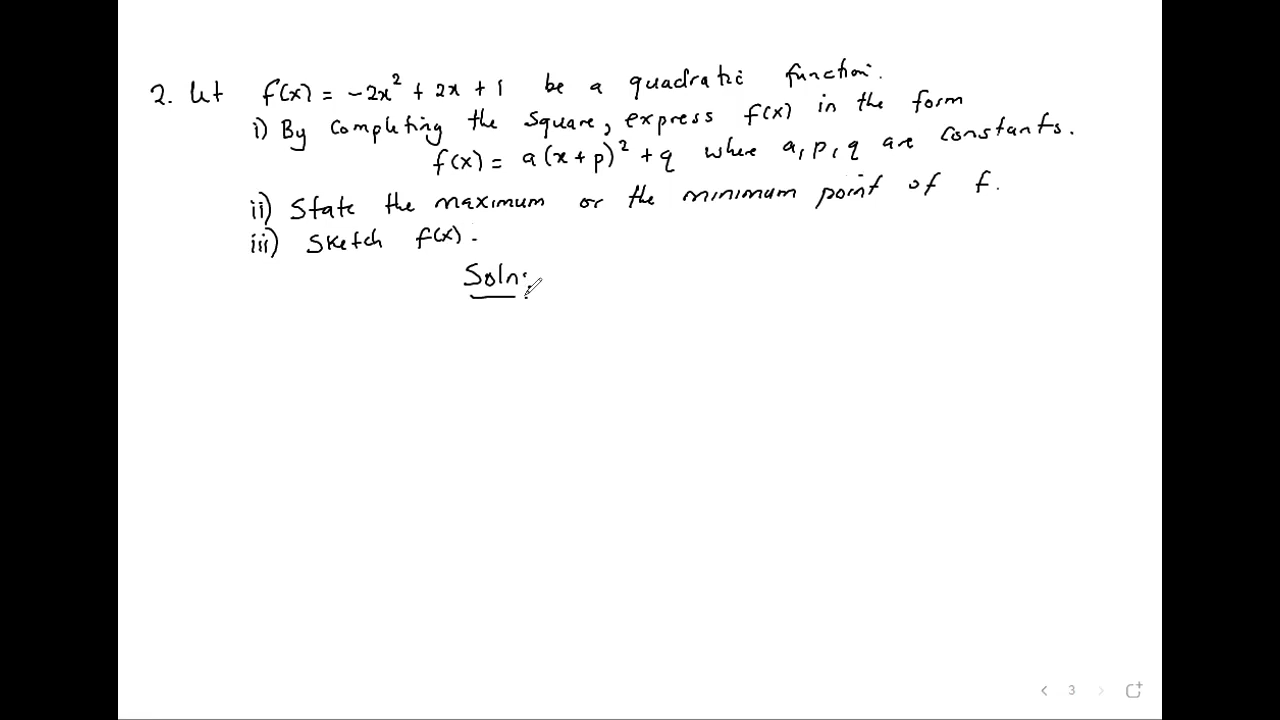 2. Let f(x) = -2x² + 2x + 1 be a quadratic function.
i) By completing the square, express f(x) in the form
f(x) = a(x+p)² + q where a, p, q are constants.
ii) State the maximum or the minimum point of f.
iii) Sketch f(x).
Soln:
3